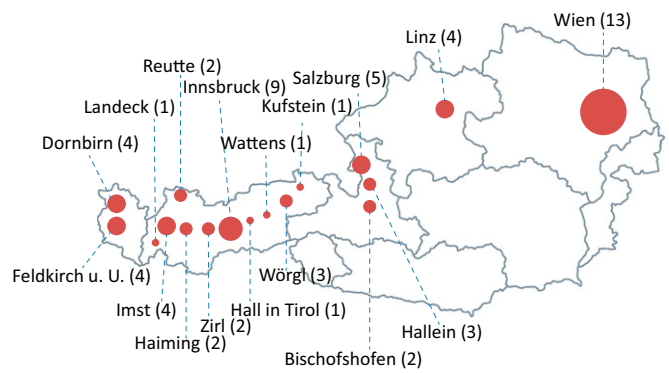 Wien (13)
Linz (4)
Reutte (2)
Innsbruck (9)
Salzburg (5)
Landeck (1)
Kufstein (1)
Dornbirn (4)
Wattens (1)
Feldkirch u. U. (4)
Wörgl (3)
Imst (4)
Hall in Tirol (1)
Zirl (2)
Haiming (2)
Hallein (3)
Bischofshofen (2)